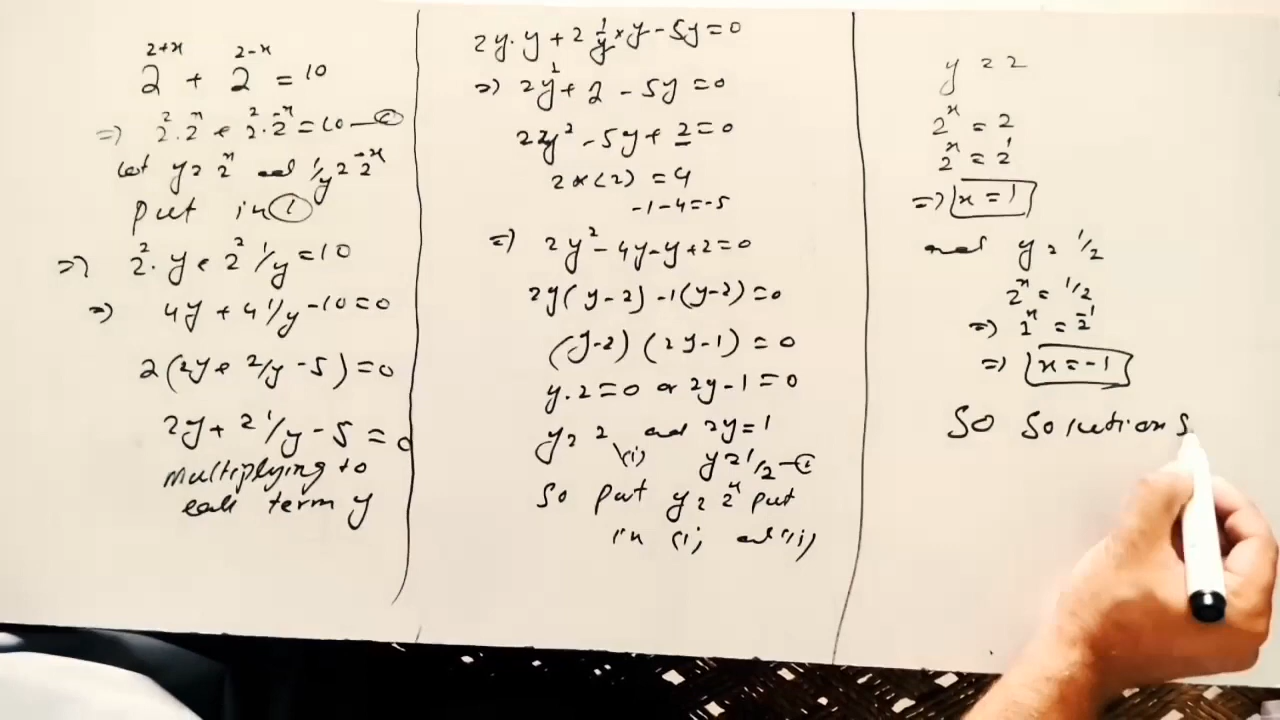 2^{2+x} + 2^{2-x} = 10
=) 2^2.2^x + 2^2.2^{-x} = 10 —①
let y = 2^x and 1/y = 2^{-x}
put in ①
=) 2^2. y + 2^2 1/y = 10
=) 4y + 4 1/y - 10 = 0
2(2y + 2/y - 5) = 0
2y + 2 1/y - 5 = 0
multiplying to
each term y
2y.y + 2 1/y × y - 5y = 0
=) 2y^2 + 2 - 5y = 0
2y^2 - 5y + 2 = 0
2 × (2) = 4
-1-4 = -5
=) 2y^2 - 4y - y + 2 = 0
2y(y-2) -1(y-2) = 0
(y-2) (2y-1) = 0
y-2 = 0 or 2y-1 = 0
y = 2 and 2y = 1
(i) y = 1/2 —
So put y = 2^x put
in (i) and (ii)
y = 2
2^x = 2
2^x = 2^1
=) x = 1
and y = 1/2
2^x = 1/2
=) 2^x = 2^{-1}
=) x = -1
So Solutions